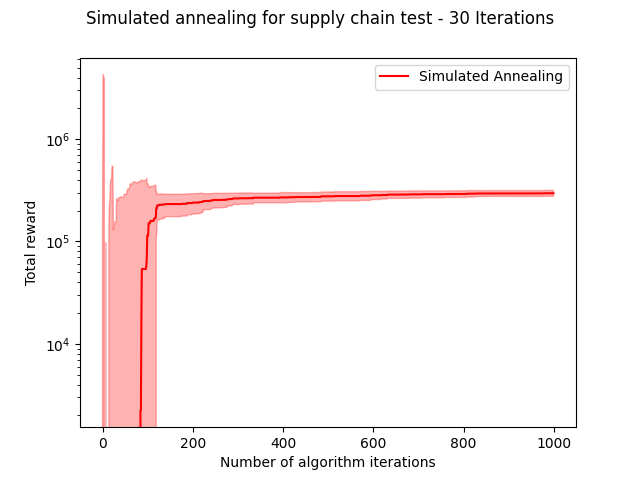 Simulated annealing for supply chain test - 30 Iterations
Simulated Annealing
10^6
10^5
10^4
Total reward
0 200 400 600 800 1000
Number of algorithm iterations